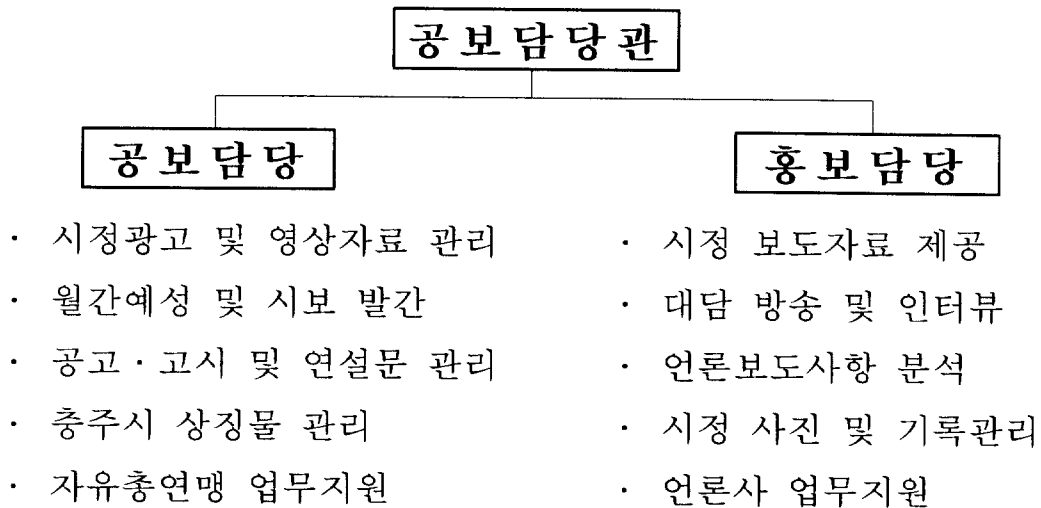 공보담당관
공보담당
· 시정광고 및 영상자료 관리
· 월간예성 및 시보 발간
· 공고·고시 및 연설문 관리
· 충주시 상징물 관리
· 자유총연맹 업무지원
홍보담당
· 시정 보도자료 제공
· 대담 방송 및 인터뷰
· 언론보도사항 분석
· 시정 사진 및 기록관리
· 언론사 업무지원